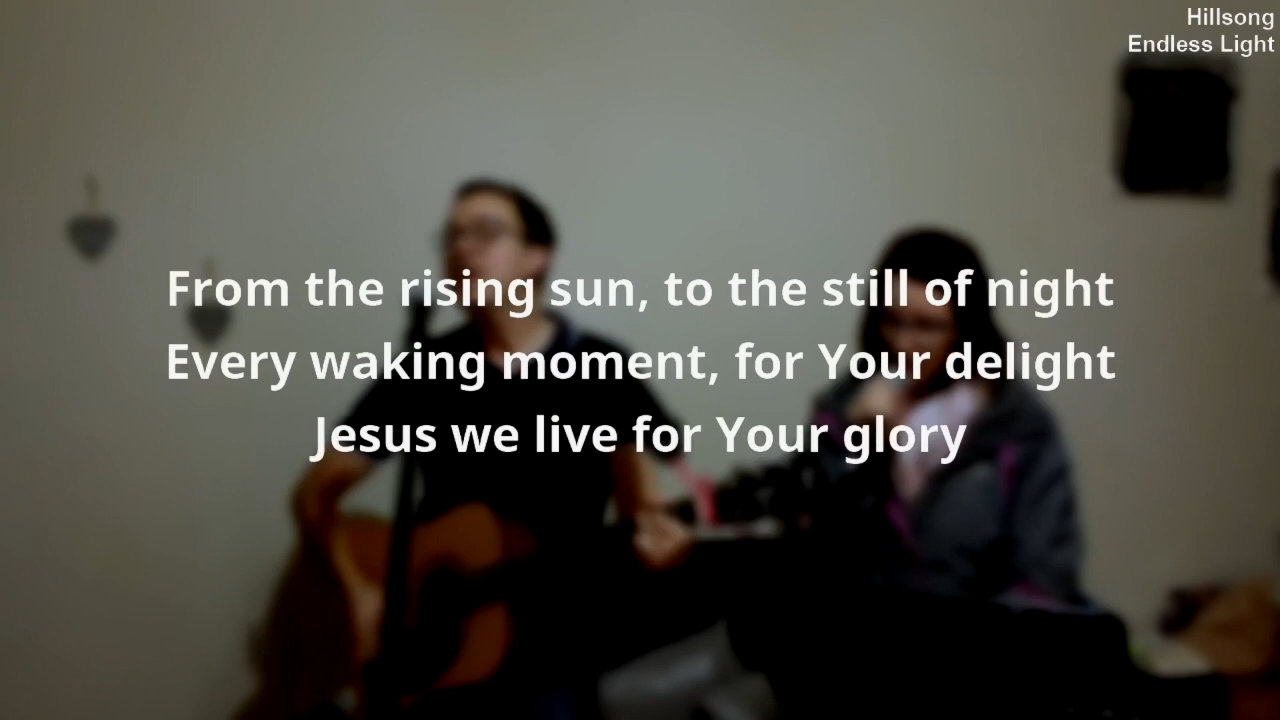 Hillsong
Endless Light
From the rising sun, to the still of night
Every waking moment, for Your delight
Jesus we live for Your glory